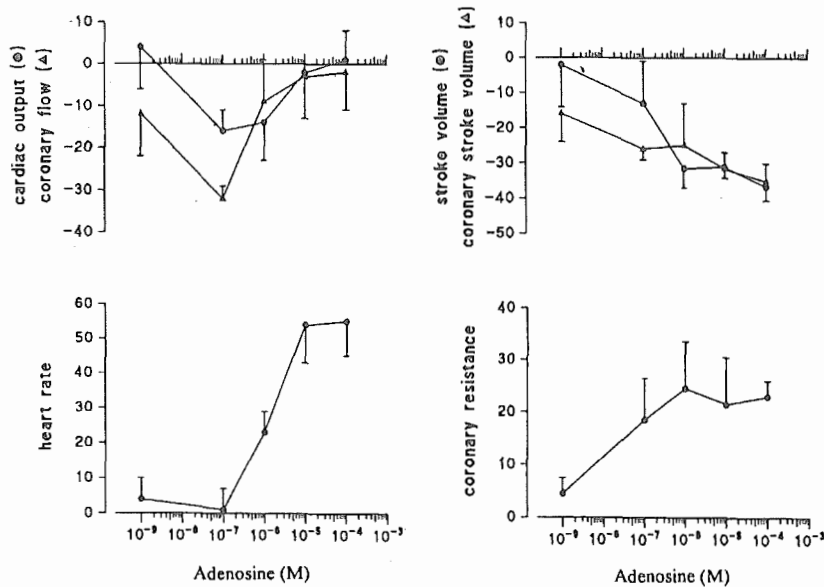 cardiac output (⊙)
coronary flow (△)
10
0
-10
-20
-30
-40
stroke volume (⊙)
coronary stroke volume (△)
10
0
-10
-20
-30
-40
-50
heart rate
60
50
40
30
20
10
0
10⁻⁹ 10⁻⁸ 10⁻⁷ 10⁻⁶ 10⁻⁵ 10⁻⁴ 10⁻³
Adenosine (M)
coronary resistance
40
30
20
10
0
10⁻⁹ 10⁻⁸ 10⁻⁷ 10⁻⁶ 10⁻⁵ 10⁻⁴ 10⁻³
Adenosine (M)